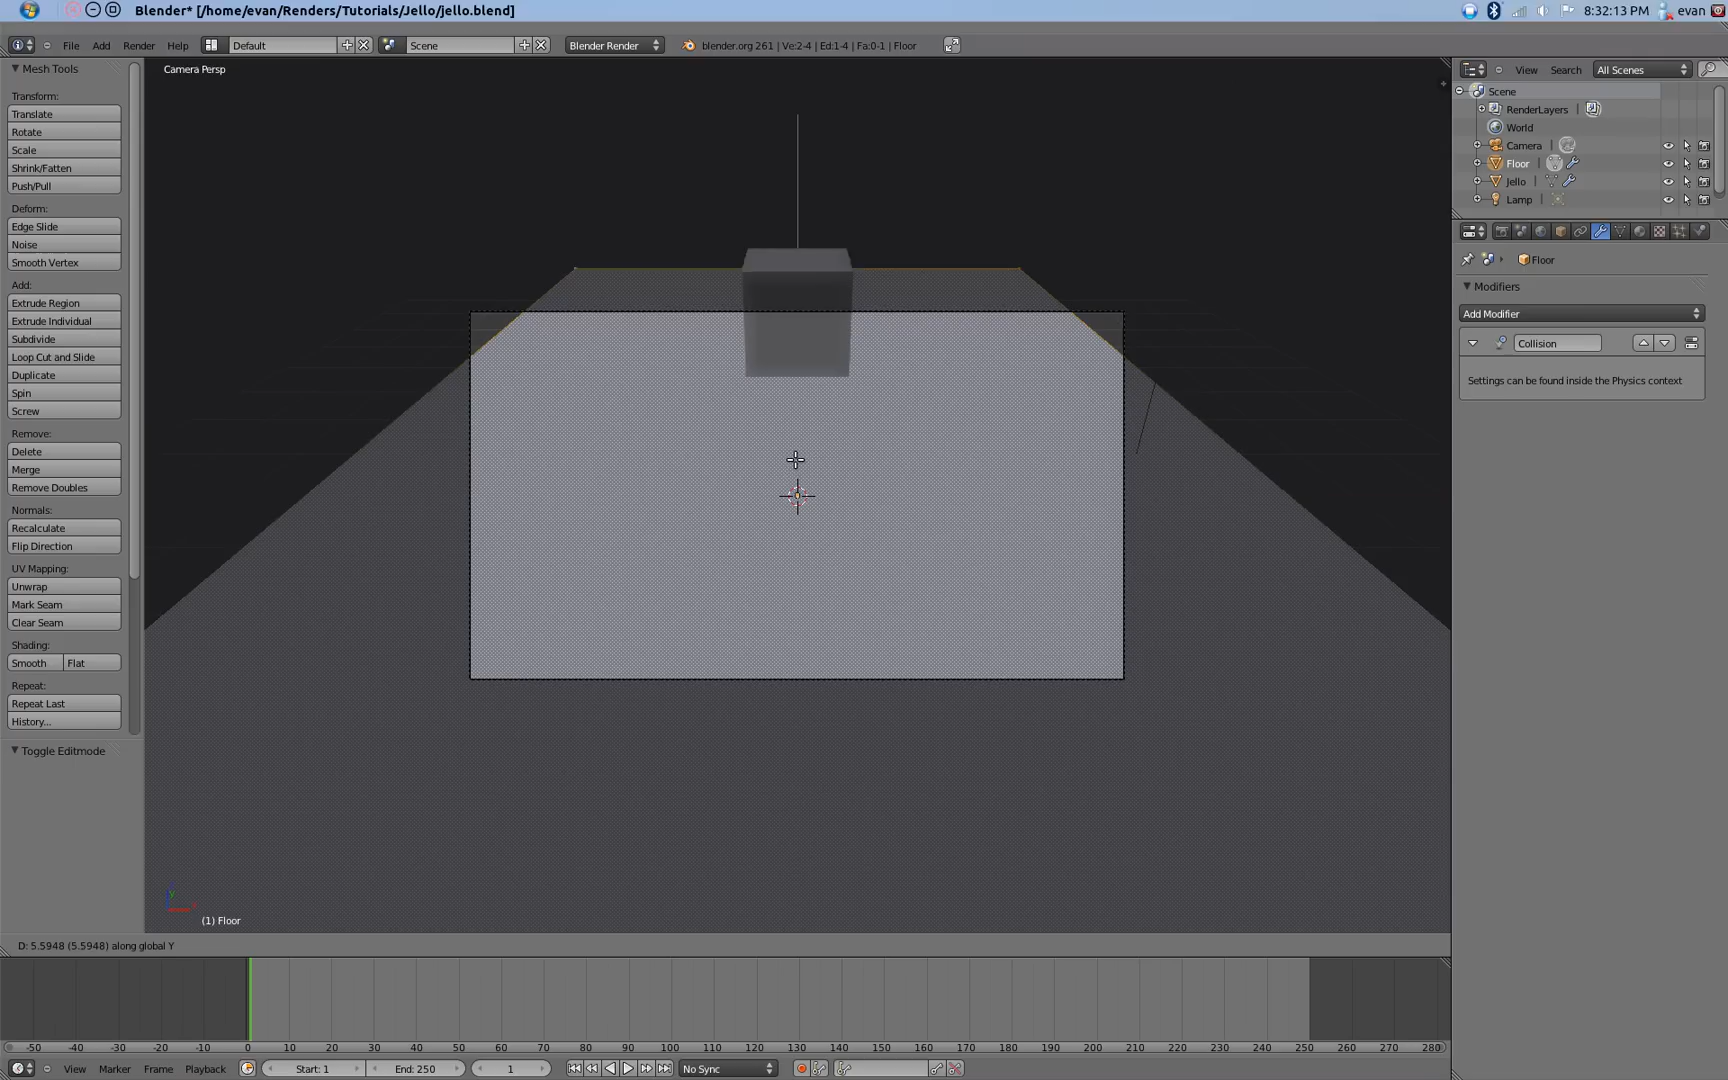 Blender* [/home/evan/Renders/Tutorials/Jello/jello.blend]
8:32:13 PM evan
File Add Render Help Default Scene Blender Render blender.org 261 | Ve:2-4 | Ed:1-4 | Fa:0-1 | Floor
Mesh Tools
Transform:
Translate
Rotate
Scale
Shrink/Fatten
Push/Pull
Deform:
Edge Slide
Noise
Smooth Vertex
Add:
Extrude Region
Extrude Individual
Subdivide
Loop Cut and Slide
Duplicate
Spin
Screw
Remove:
Delete
Merge
Remove Doubles
Normals:
Recalculate
Flip Direction
UV Mapping:
Unwrap
Mark Seam
Clear Seam
Shading:
Smooth Flat
Repeat:
Repeat Last
History...
Toggle Editmode
Camera Persp
(1) Floor
D: 5.5948 (5.5948) along global Y
View Search All Scenes
Scene
RenderLayers
World
Camera
Floor
Jello
Lamp
Floor
Modifiers
Add Modifier
Collision
Settings can be found inside the Physics context
-50 -40 -30 -20 -10 0 10 20 30 40 50 60 70 80 90 100 110 120 130 140 150 160 170 180 190 200 210 220 230 240 250 260 270 280
View Marker Frame Playback Start: 1 End: 250 1 No Sync